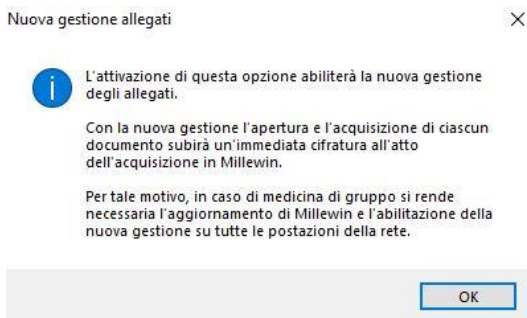 Nuova gestione allegati
L'attivazione di questa opzione abiliterà la nuova gestione
degli allegati.
Con la nuova gestione l'apertura e l'acquisizione di ciascun
documento subirà un'immediata cifratura all'atto
dell'acquisizione in Millewin.
Per tale motivo, in caso di medicina di gruppo si rende
necessaria l'aggiornamento di Millewin e l'abilitazione della
nuova gestione su tutte le postazioni della rete.
OK